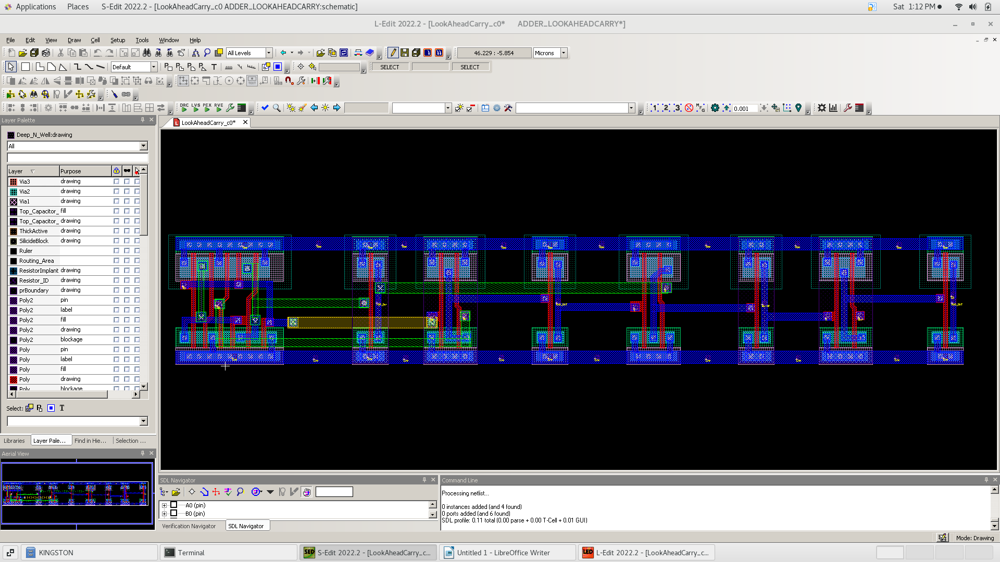 Applications Places S-Edit 2022.2 - [LookAheadCarry_c0 ADDER_LOOKAHEADCARRY:schematic] Sat 1:12 PM
L-Edit 2022.2 - [LookAheadCarry_c0* ADDER_LOOKAHEADCARRY*]
File Edit View Draw Cell Setup Tools Window Help
All Levels 46.229 : -5.854 Microns
Default T SELECT SELECT
TEXT
DRC LVS PEX RVE 0.001
Layer Palette
LookAheadCarry_c0*
Deep_N_Well:drawing
All
Layer Purpose
Via3 drawing
Via2 drawing
Via1 drawing
Top_Capacitor_ fill
Top_Capacitor_ drawing
ThickActive drawing
SilicideBlock drawing
Ruler
Routing_Area
ResistorImplant drawing
Resistor_ID drawing
prBoundary drawing
Poly2 pin
Poly2 label
Poly2 fill
Poly2 drawing
Poly2 blockage
Poly pin
Poly label
Poly fill
Poly drawing
Poly blockage
Select: T
Libraries Layer Pale... Find in Hie... Selection ...
Aerial View
SDL Navigator
A0 (pin)
B0 (pin)
Verification Navigator SDL Navigator
Command Line
Processing netlist...
0 instances added (and 4 found)
0 ports added (and 6 found)
SDL profile: 0.11 total (0.00 parse + 0.00 T-Cell + 0.01 GUI)
Mode: Drawing
KINGSTON Terminal S-Edit 2022.2 - [LookAheadCarry_c... Untitled 1 - LibreOffice Writer L-Edit 2022.2 - [LookAheadCarry_c...